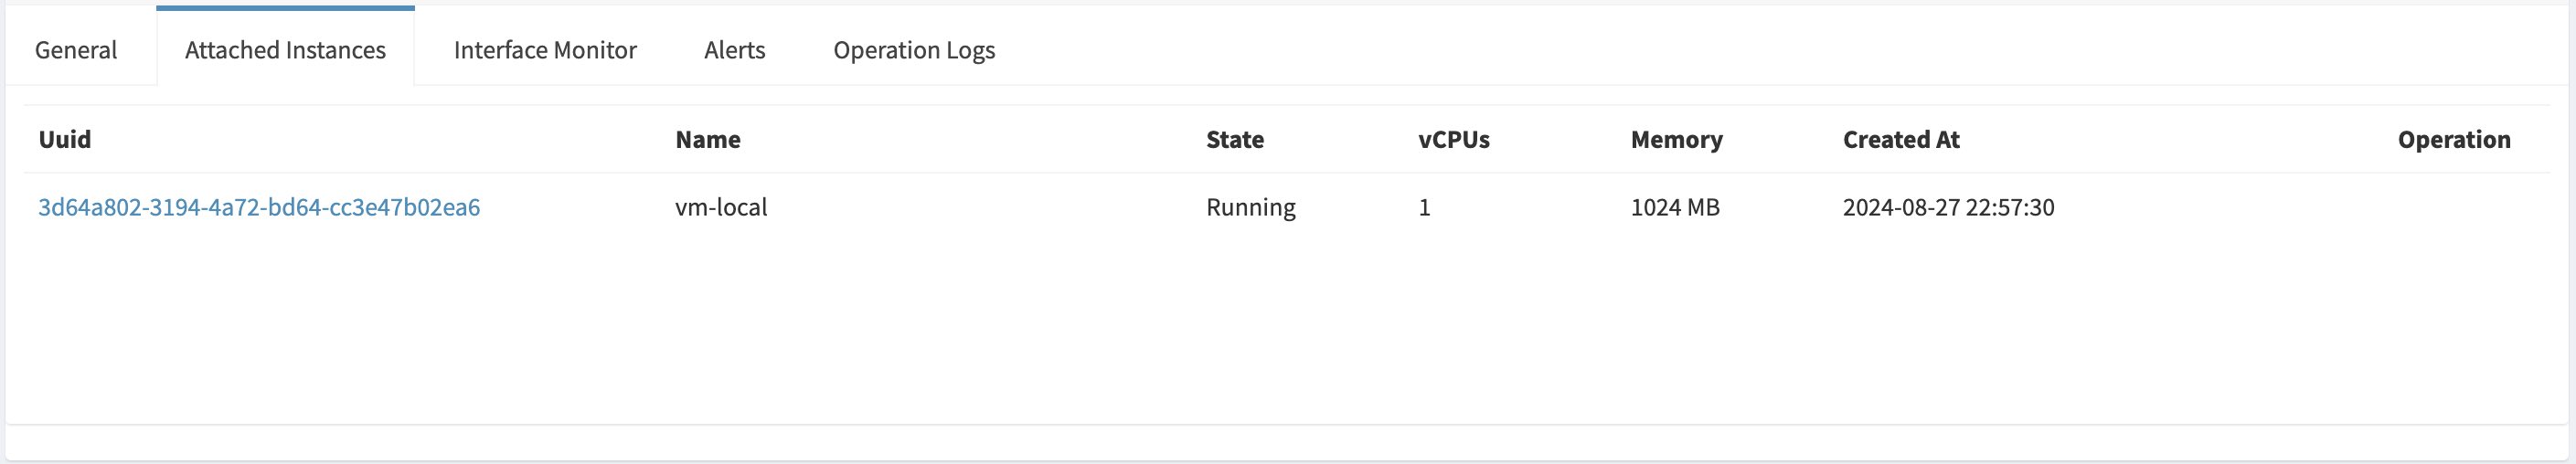 General Attached Instances Interface Monitor Alerts Operation Logs
Uuid Name State vCPUs Memory Created At Operation
3d64a802-3194-4a72-bd64-cc3e47b02ea6 vm-local Running 1 1024 MB 2024-08-27 22:57:30